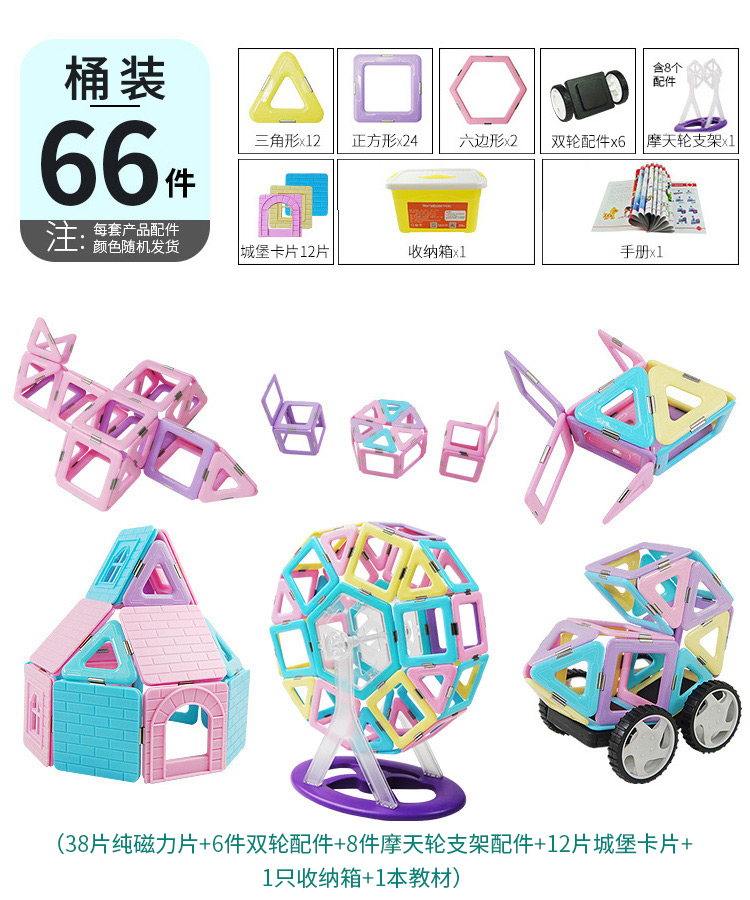 桶装
66件
注:
每套产品配件
颜色随机发货
三角形x12
正方形x24
六边形x2
双轮配件x6
含8个
配件
摩天轮支架x1
城堡卡片12片
收纳箱x1
手册x1
（38片纯磁力片+6件双轮配件+8件摩天轮支架配件+12片城堡卡片+
1只收纳箱+1本教材）